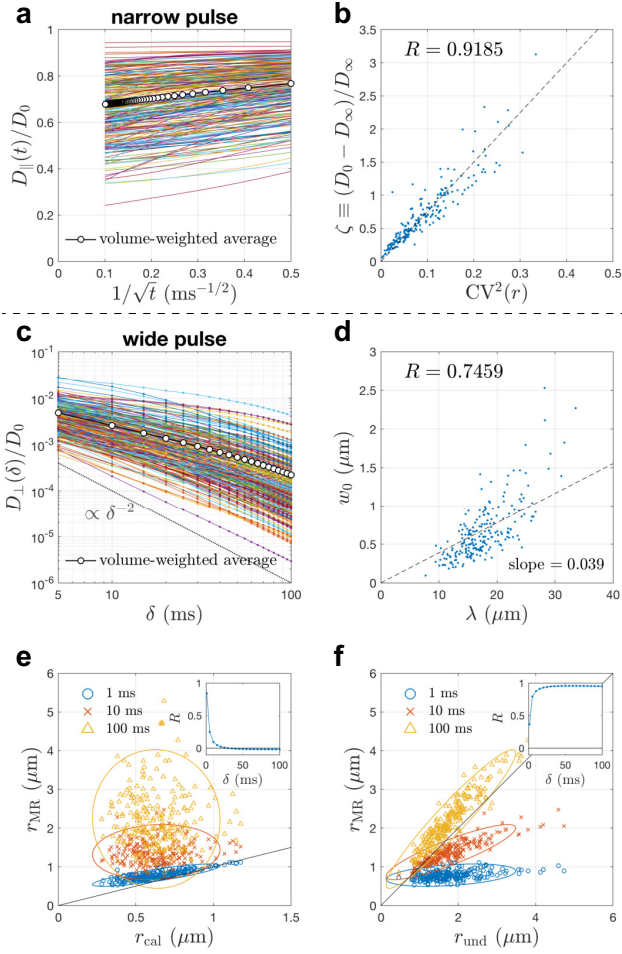 a narrow pulse
D∥(t)/D₀
1
0.8
0.6
0.4
0.2
0
volume-weighted average
0 0.1 0.2 0.3 0.4 0.5
1/√t (ms⁻¹/²)
b
ζ ≡ (D₀ − D∞)/D∞
3.5
3
2.5
2
1.5
1
0.5
0
R = 0.9185
0 0.1 0.2 0.3 0.4 0.5
CV²(r)
c wide pulse
D⊥(δ)/D₀
10⁻¹
10⁻²
10⁻³
10⁻⁴
10⁻⁵
10⁻⁶
∝ δ⁻²
volume-weighted average
5 10 100
δ (ms)
d
w₀ (μm)
3
2.5
2
1.5
1
0.5
0
R = 0.7459
slope = 0.039
0 10 20 30 40
λ (μm)
e
r_MR (μm)
6
5
4
3
2
1
0
1 ms
10 ms
100 ms
R
1
0.5
0
0 50 100
δ (ms)
0 0.5 1 1.5
r_cal (μm)
f
r_MR (μm)
6
5
4
3
2
1
0
1 ms
10 ms
100 ms
R
1
0.5
0
0 50 100
δ (ms)
0 2 4 6
r_und (μm)